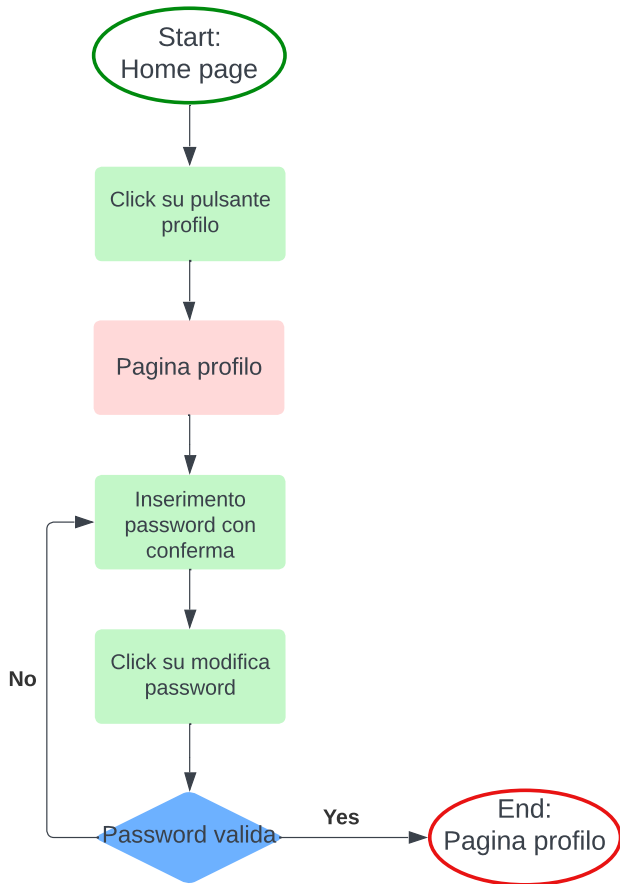 Start:
Home page
Click su pulsante
profilo
Pagina profilo
Inserimento
password con
conferma
Click su modifica
password
No
Password valida
Yes
End:
Pagina profilo